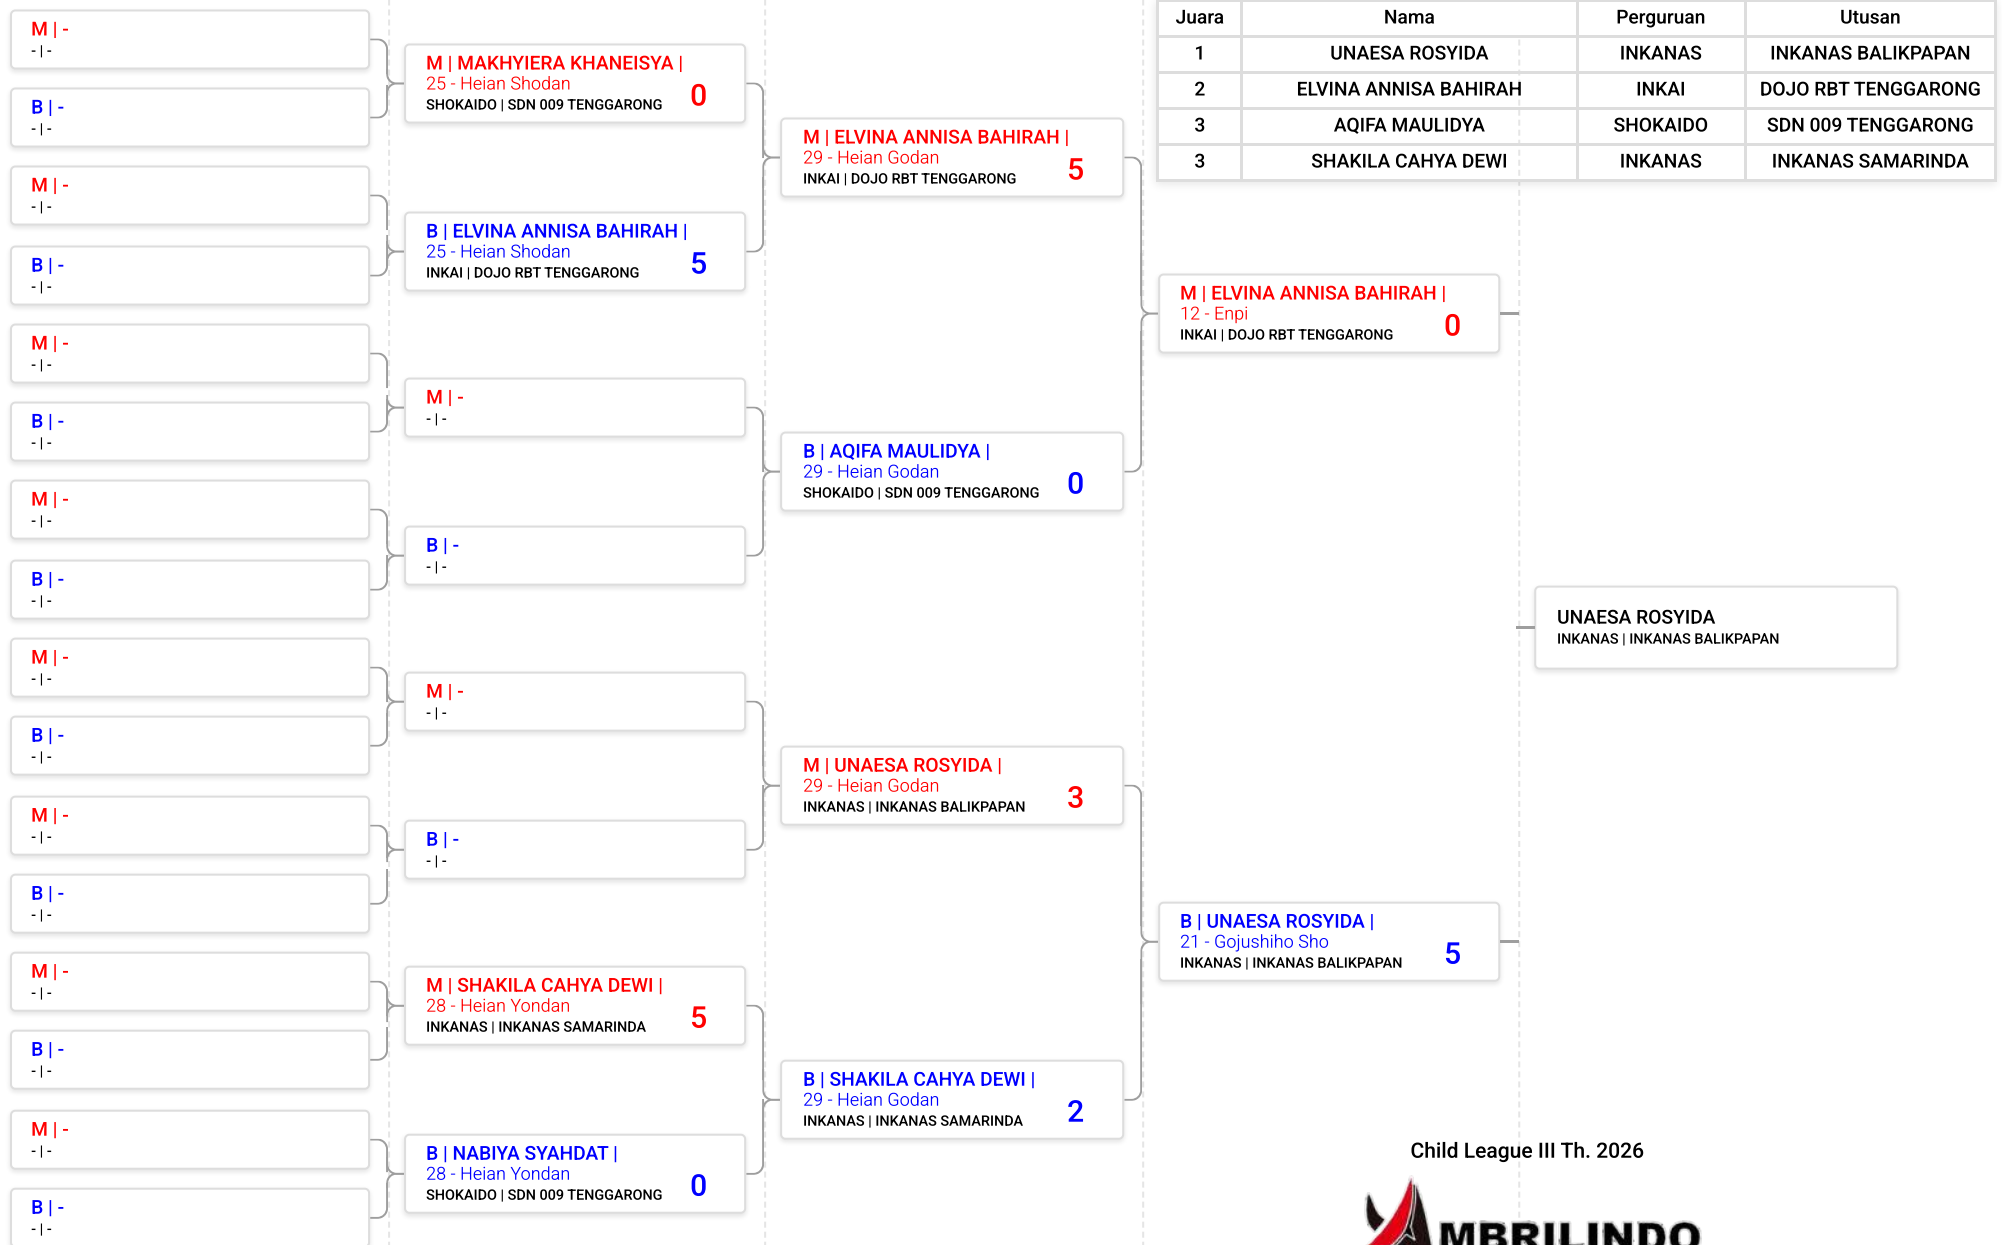 M | -
- | -
B | -
- | -
M | -
- | -
B | -
- | -
M | -
- | -
B | -
- | -
M | -
- | -
B | -
- | -
M | -
- | -
B | -
- | -
M | -
- | -
B | -
- | -
M | -
- | -
B | -
- | -
M | -
- | -
B | -
- | -
M | MAKHYIERA KHANEISYA |
25 - Heian Shodan
SHOKAIDO | SDN 009 TENGGARONG
0
B | ELVINA ANNISA BAHIRAH |
25 - Heian Shodan
INKAI | DOJO RBT TENGGARONG
5
M | -
- | -
B | -
- | -
M | -
- | -
B | -
- | -
M | SHAKILA CAHYA DEWI |
28 - Heian Yondan
INKANAS | INKANAS SAMARINDA
5
B | NABIYA SYAHDAT |
28 - Heian Yondan
SHOKAIDO | SDN 009 TENGGARONG
0
M | ELVINA ANNISA BAHIRAH |
29 - Heian Godan
INKAI | DOJO RBT TENGGARONG
5
B | AQIFA MAULIDYA |
29 - Heian Godan
SHOKAIDO | SDN 009 TENGGARONG
0
M | UNAESA ROSYIDA |
29 - Heian Godan
INKANAS | INKANAS BALIKPAPAN
3
B | SHAKILA CAHYA DEWI |
29 - Heian Godan
INKANAS | INKANAS SAMARINDA
2
M | ELVINA ANNISA BAHIRAH |
12 - Enpi
INKAI | DOJO RBT TENGGARONG
0
B | UNAESA ROSYIDA |
21 - Gojushiho Sho
INKANAS | INKANAS BALIKPAPAN
5
UNAESA ROSYIDA
INKANAS | INKANAS BALIKPAPAN
Juara Nama Perguruan Utusan
1 UNAESA ROSYIDA INKANAS INKANAS BALIKPAPAN
2 ELVINA ANNISA BAHIRAH INKAI DOJO RBT TENGGARONG
3 AQIFA MAULIDYA SHOKAIDO SDN 009 TENGGARONG
3 SHAKILA CAHYA DEWI INKANAS INKANAS SAMARINDA
Child League III Th. 2026
MBRILINDO